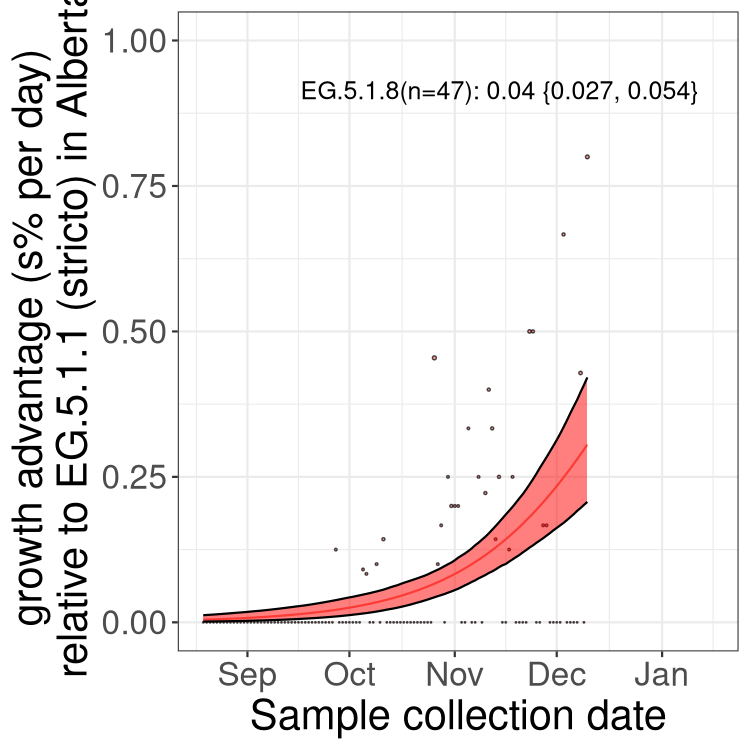 growth advantage (s% per day)
relative to EG.5.1.1 (stricto) in Alberta
1.00
0.75
0.50
0.25
0.00
EG.5.1.8(n=47): 0.04 {0.027, 0.054}
Sep Oct Nov Dec Jan
Sample collection date